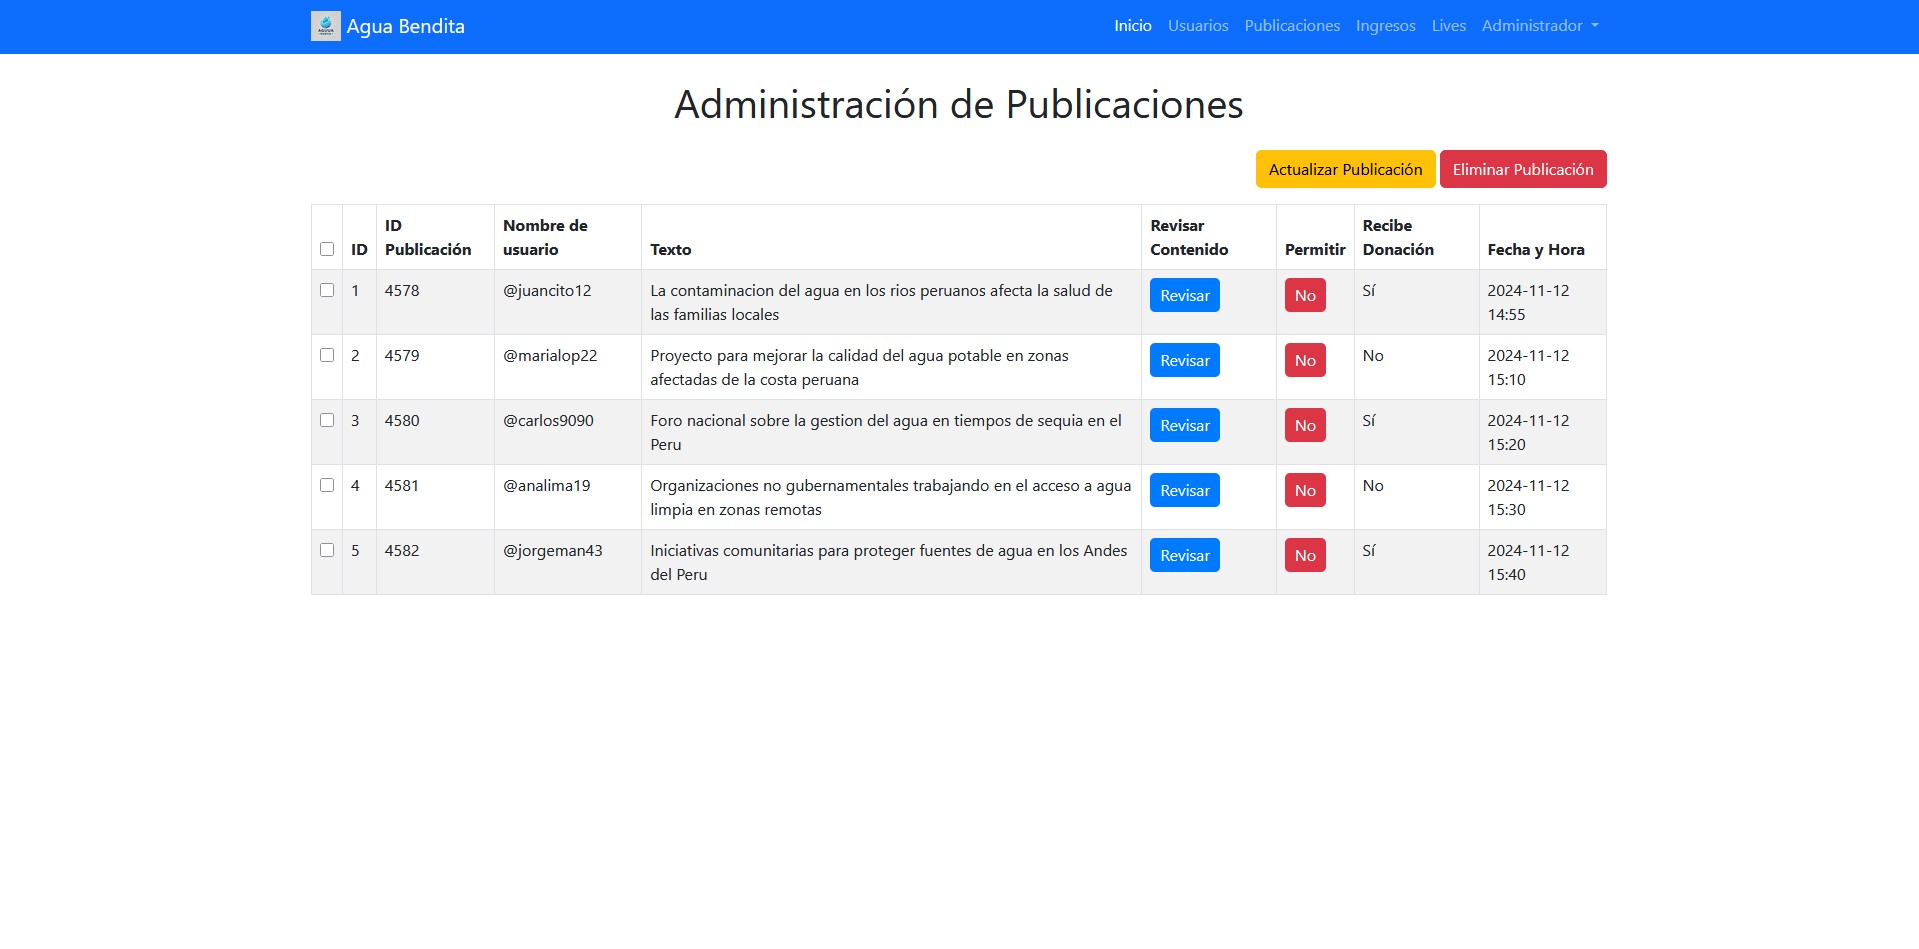 Agua Bendita
Inicio Usuarios Publicaciones Ingresos Lives Administrador
Administración de Publicaciones
Actualizar Publicación Eliminar Publicación
ID
ID Publicación
Nombre de usuario
Texto
Revisar Contenido
Permitir
Recibe Donación
Fecha y Hora
1 4578 @juancito12 La contaminacion del agua en los rios peruanos afecta la salud de Revisar No Sí 2024-11-12
las familias locales 14:55
2 4579 @marialop22 Proyecto para mejorar la calidad del agua potable en zonas Revisar No No 2024-11-12
afectadas de la costa peruana 15:10
3 4580 @carlos9090 Foro nacional sobre la gestion del agua en tiempos de sequia en el Revisar No Sí 2024-11-12
Peru 15:20
4 4581 @analima19 Organizaciones no gubernamentales trabajando en el acceso a agua Revisar No No 2024-11-12
limpia en zonas remotas 15:30
5 4582 @jorgeman43 Iniciativas comunitarias para proteger fuentes de agua en los Andes Revisar No Sí 2024-11-12
del Peru 15:40